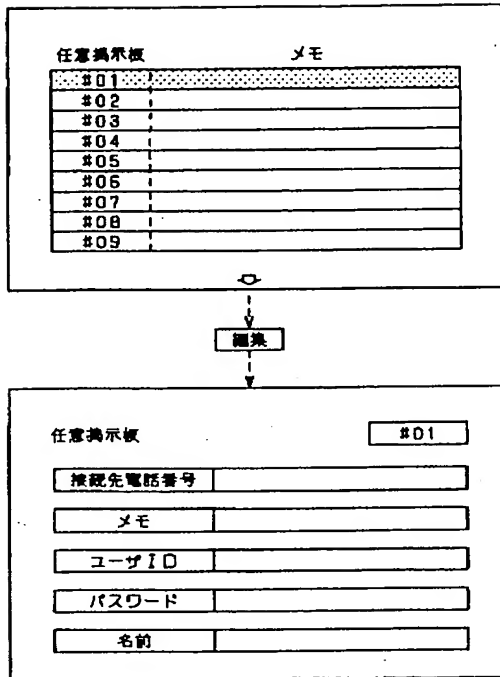 任意掲示板 メモ
#01
#02
#03
#04
#05
#06
#07
#08
#09
編集
任意掲示板 #01
接続先電話番号
メモ
ユーザID
パスワード
名前